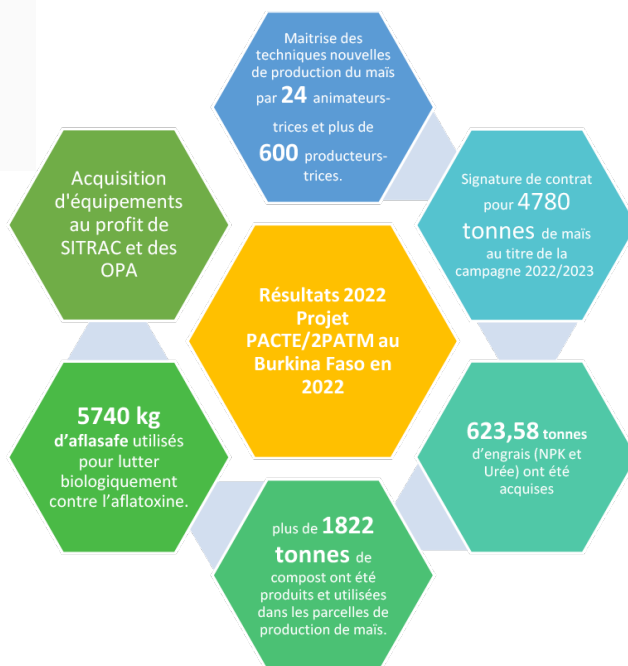 Maitrise des
techniques nouvelles
de production du maïs
par 24 animateurs-
trices et plus de
600 producteurs-
trices.
Signature de contrat
pour 4780
tonnes de maïs
au titre de la
campagne 2022/2023
623,58 tonnes
d'engrais (NPK et
Urée) ont été
acquises
plus de 1822
tonnes de
compost ont été
produits et utilisées
dans les parcelles de
production de maïs.
5740 kg
d'aflasafe utilisés
pour lutter
biologiquement
contre l'aflatoxine.
Acquisition
d'équipements
au profit de
SITRAC et des
OPA
Résultats 2022
Projet
PACTE/2PATM au
Burkina Faso en
2022